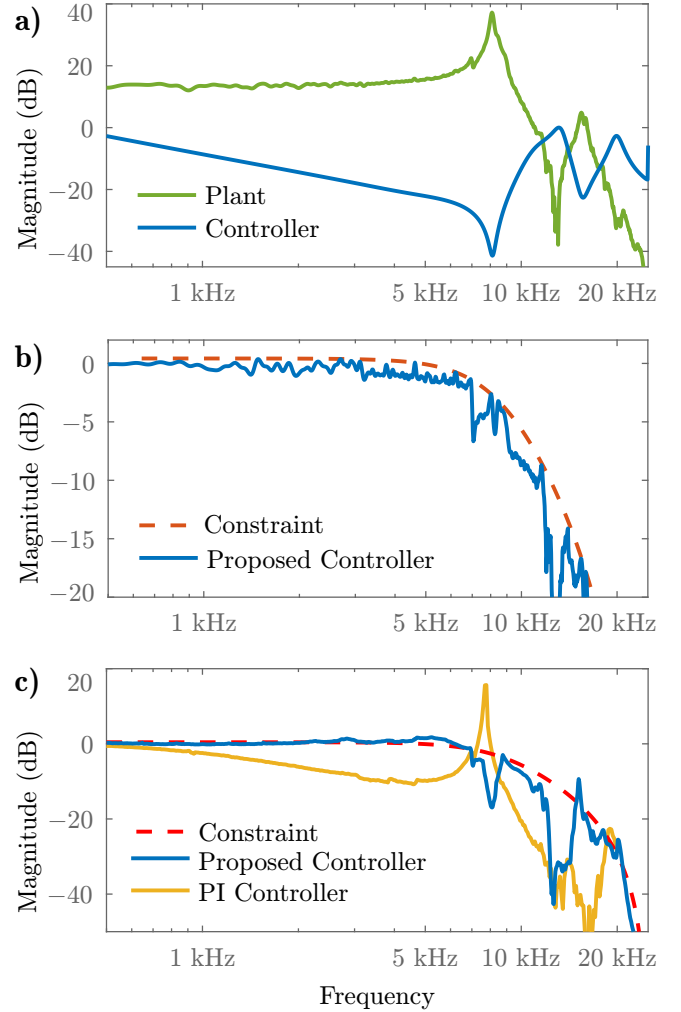 a)
40
20
0
−20
−40
Magnitude (dB)
Plant
Controller
1 kHz
5 kHz
10 kHz
20 kHz
b)
0
−5
−10
−15
−20
Magnitude (dB)
Constraint
Proposed Controller
1 kHz
5 kHz
10 kHz
20 kHz
c)
20
0
−20
−40
Magnitude (dB)
Constraint
Proposed Controller
PI Controller
1 kHz
5 kHz
10 kHz
20 kHz
Frequency